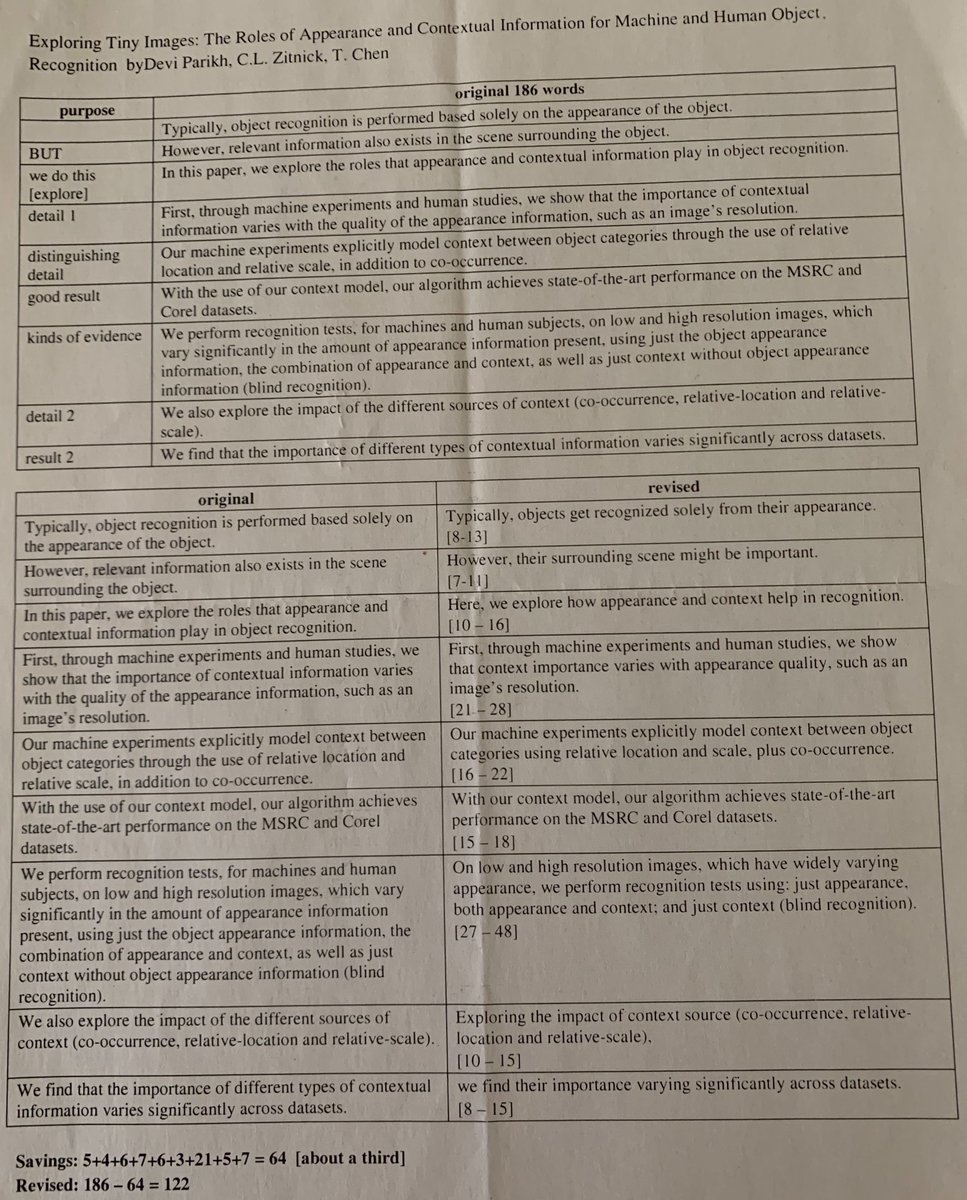 Exploring Tiny Images: The Roles of Appearance and Contextual Information for Machine and Human Object
Recognition byDevi Parikh, C.L. Zitnick, T. Chen
purpose
original 186 words
Typically, object recognition is performed based solely on the appearance of the object.
BUT
However, relevant information also exists in the scene surrounding the object.
we do this
[explore]
In this paper, we explore the roles that appearance and contextual information play in object recognition.
detail 1
First, through machine experiments and human studies, we show that the importance of contextual
information varies with the quality of the appearance information, such as an image's resolution.
distinguishing
detail
Our machine experiments explicitly model context between object categories through the use of relative
location and relative scale, in addition to co-occurrence.
good result
With the use of our context model, our algorithm achieves state-of-the-art performance on the MSRC and
Corel datasets.
kinds of evidence
We perform recognition tests, for machines and human subjects, on low and high resolution images, which
vary significantly in the amount of appearance information present, using just the object appearance
information, the combination of appearance and context, as well as just context without object appearance
information (blind recognition).
detail 2
We also explore the impact of the different sources of context (co-occurrence, relative-location and relative-
scale).
result 2
We find that the importance of different types of contextual information varies significantly across datasets.
original
revised
Typically, object recognition is performed based solely on
the appearance of the object.
Typically, objects get recognized solely from their appearance.
[8-13]
However, relevant information also exists in the scene
surrounding the object.
However, their surrounding scene might be important.
[7-11]
In this paper, we explore the roles that appearance and
contextual information play in object recognition.
Here, we explore how appearance and context help in recognition.
[10 – 16]
First, through machine experiments and human studies, we
show that the importance of contextual information varies
with the quality of the appearance information, such as an
image's resolution.
First, through machine experiments and human studies, we show
that context importance varies with appearance quality, such as an
image's resolution.
[21 – 28]
Our machine experiments explicitly model context between
object categories through the use of relative location and
relative scale, in addition to co-occurrence.
Our machine experiments explicitly model context between object
categories using relative location and scale, plus co-occurrence.
[16 – 22]
With the use of our context model, our algorithm achieves
state-of-the-art performance on the MSRC and Corel
datasets.
With our context model, our algorithm achieves state-of-the-art
performance on the MSRC and Corel datasets.
[15 – 18]
We perform recognition tests, for machines and human
subjects, on low and high resolution images, which vary
significantly in the amount of appearance information
present, using just the object appearance information, the
combination of appearance and context, as well as just
context without object appearance information (blind
recognition).
On low and high resolution images, which have widely varying
appearance, we perform recognition tests using: just appearance,
both appearance and context; and just context (blind recognition).
[27 – 48]
We also explore the impact of the different sources of
context (co-occurrence, relative-location and relative-scale).
Exploring the impact of context source (co-occurrence, relative-
location and relative-scale),
[10 – 15]
We find that the importance of different types of contextual
information varies significantly across datasets.
we find their importance varying significantly across datasets.
[8 – 15]
Savings: 5+4+6+7+6+3+21+5+7 = 64 [about a third]
Revised: 186 – 64 = 122